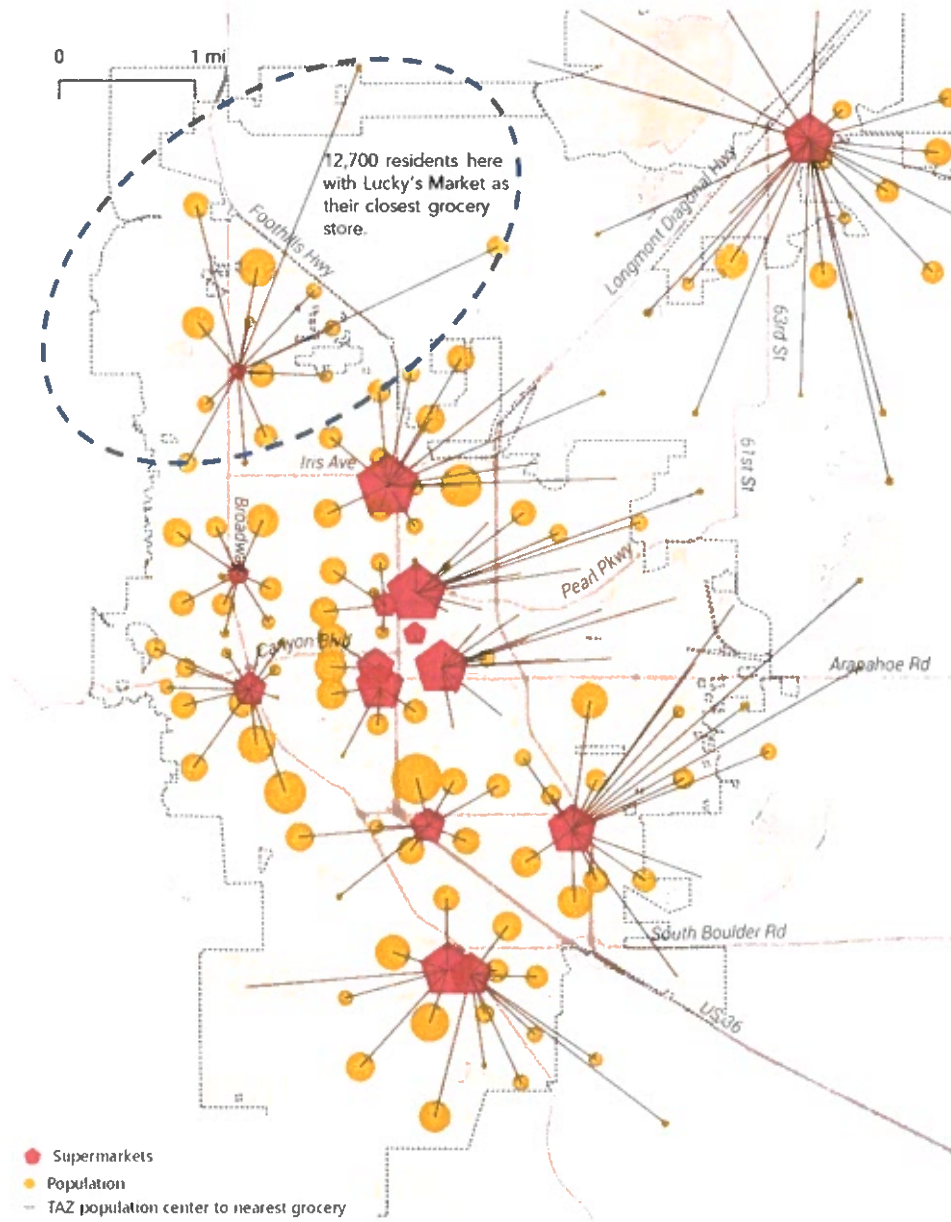 0 1 mi
12,700 residents here
with Lucky's Market as
their closest grocery
store.
Foothills Hwy
Longmont Diagonal Hwy
63rd St
61st St
Iris Ave
Broadway
Pearl Pkwy
Canyon Blvd
Arapahoe Rd
South Boulder Rd
US 36
Supermarkets
Population
TAZ population center to nearest grocery